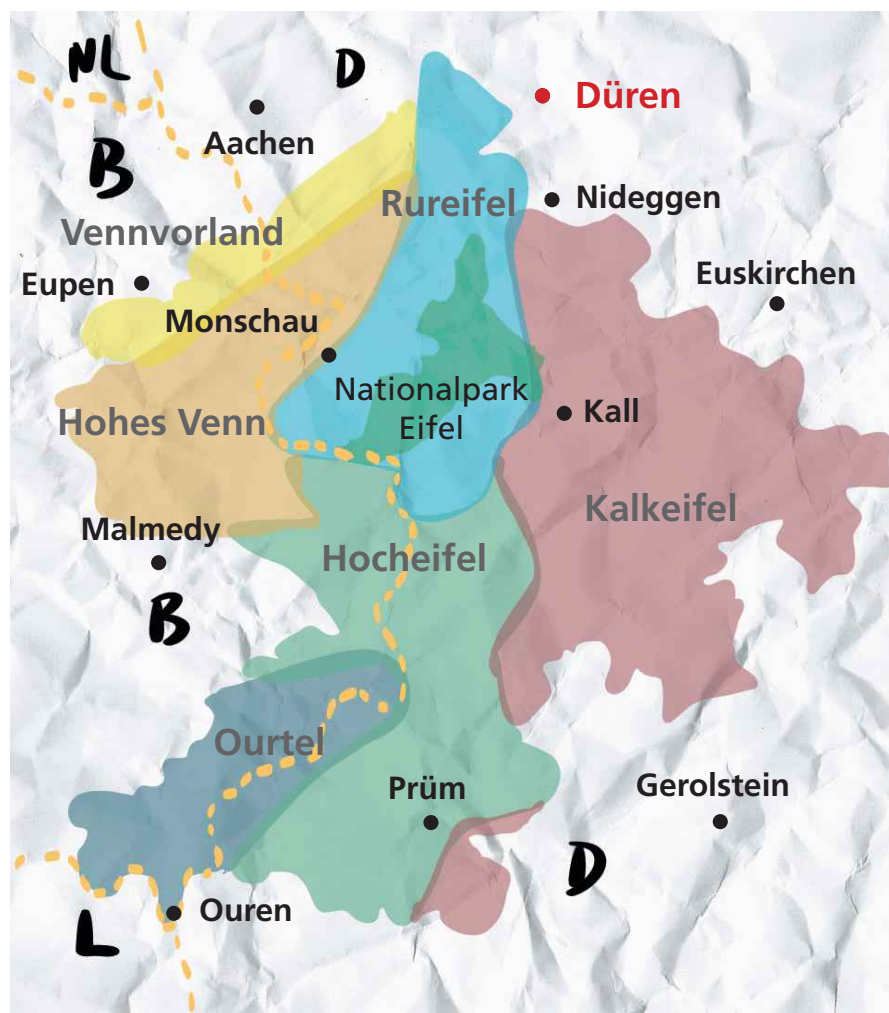 NL
D
Düren
Aachen
B
Rureifel
Nideggen
Vennvorland
Eupen
Euskirchen
Monschau
Nationalpark
Eifel
Kall
Hohes Venn
Kalkeifel
Malmedy
Hocheifel
B
Ourtel
Prüm
Gerolstein
D
Ouren
L